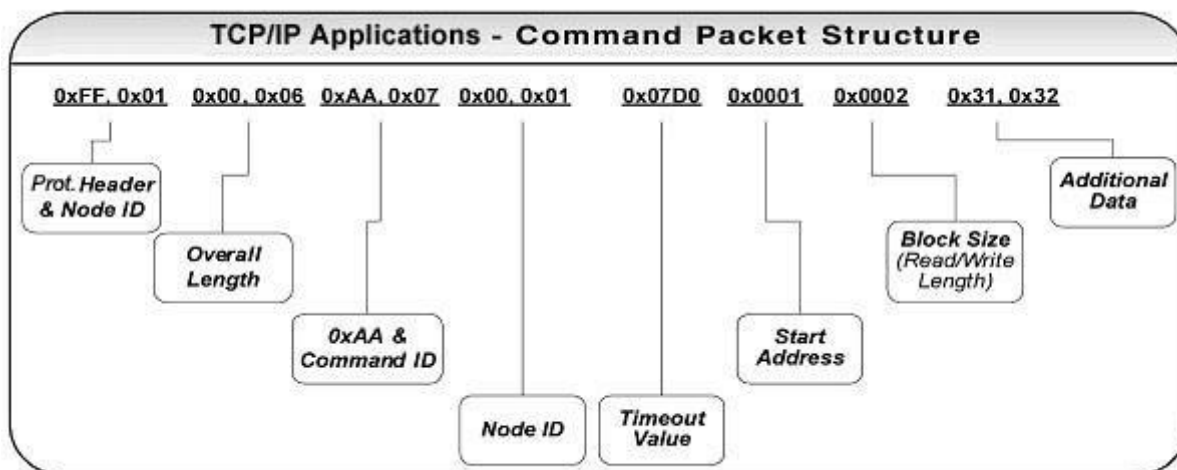 TCP/IP Applications - Command Packet Structure
0xFF, 0x01 0x00, 0x06 0xAA, 0x07 0x00, 0x01 0x07D0 0x0001 0x0002 0x31, 0x32
Prot. Header
& Node ID
Overall
Length
0xAA &
Command ID
Node ID
Timeout
Value
Start
Address
Block Size
(Read/Write
Length)
Additional
Data